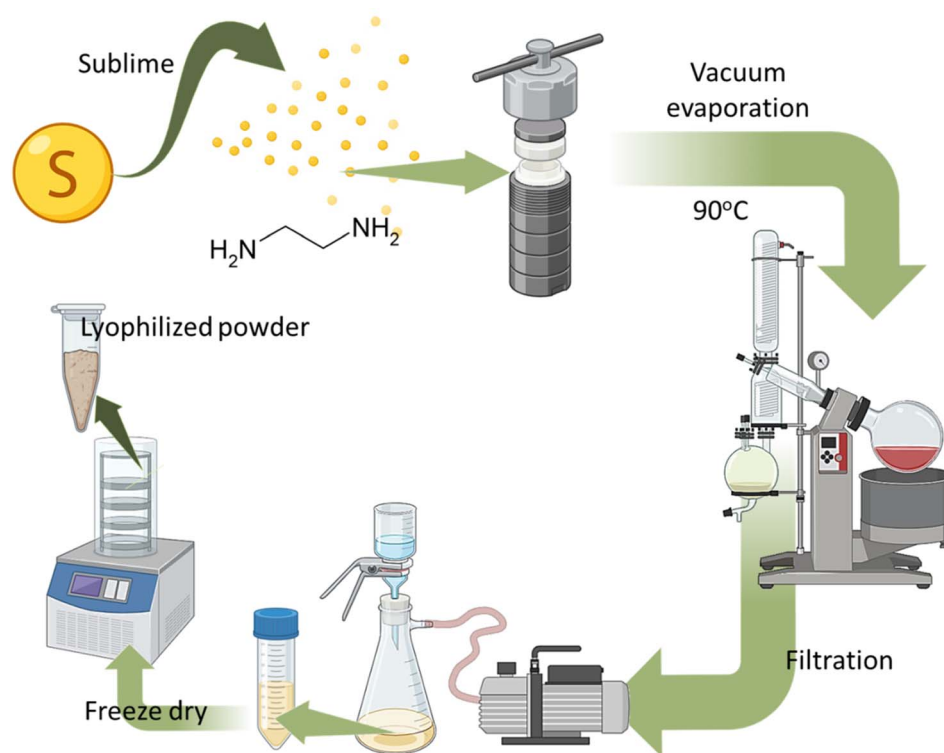 Sublime
S
Vacuum
evaporation
90°C
H₂N
NH₂
Lyophilized powder
Filtration
Freeze dry